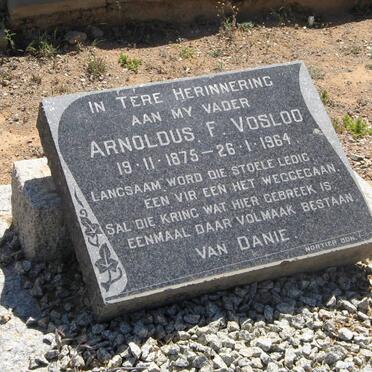 IN TERE HERINNERING
AAN MY VADER
ARNOLDUS F. VOSLOO
19·11·1875 – 26·1·1964
LANGSAAM WORD DIE STOELE LEDIG,
EEN VIR EEN HET WEGGEGAAN,
SAL DIE KRING WAT HIER GEBREEK IS
EENMAAL DAAR VOLMAAK BESTAAN.
VAN DANIE
NORTIER